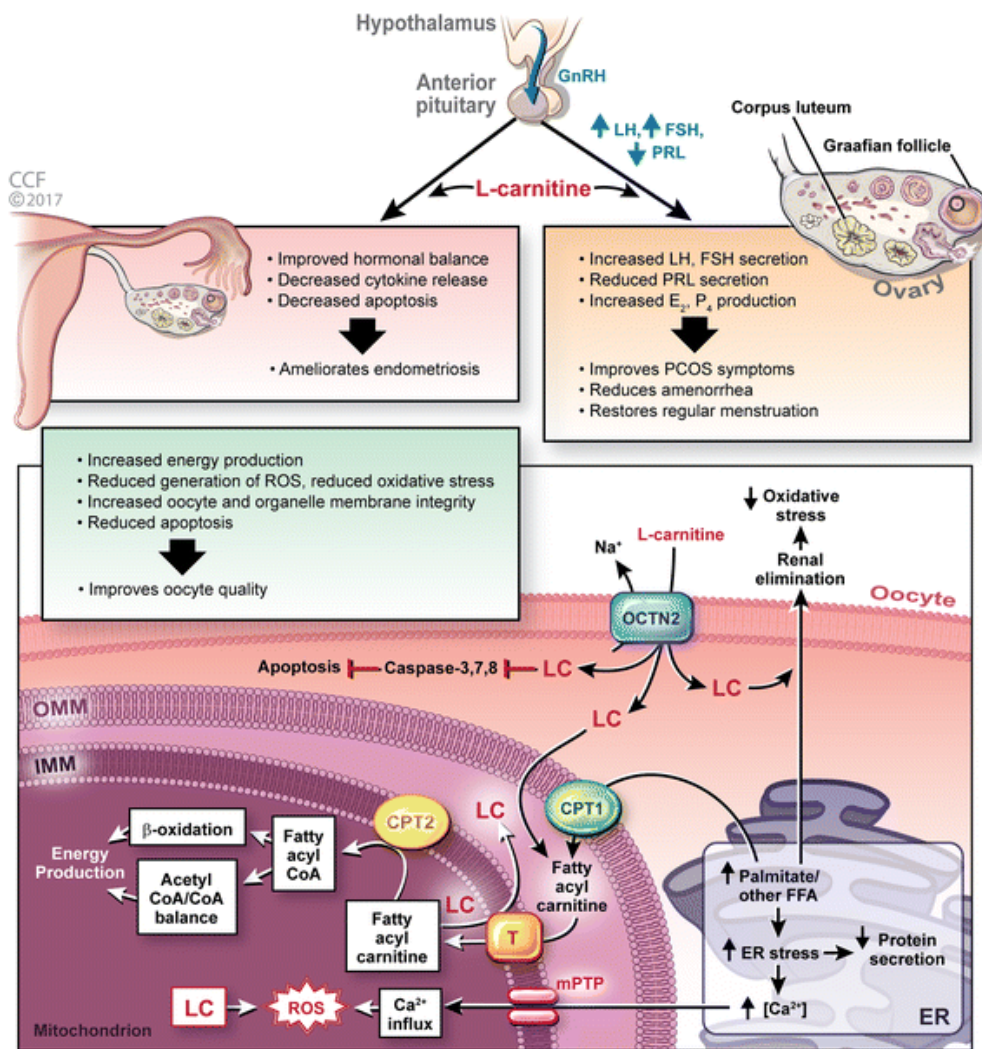 Hypothalamus
GnRH
Anterior
pituitary
↑ LH, ↑ FSH,
↓ PRL
Corpus luteum
Graafian follicle
CCF
©2017
L-carnitine
Ovary
• Improved hormonal balance
• Decreased cytokine release
• Decreased apoptosis
• Ameliorates endometriosis
• Increased LH, FSH secretion
• Reduced PRL secretion
• Increased E₂, P₄ production
• Improves PCOS symptoms
• Reduces amenorrhea
• Restores regular menstruation
• Increased energy production
• Reduced generation of ROS, reduced oxidative stress
• Increased oocyte and organelle membrane integrity
• Reduced apoptosis
• Improves oocyte quality
↓ Oxidative
stress
Renal
elimination
Na⁺
L-carnitine
Oocyte
OCTN2
Apoptosis
Caspase-3,7,8
LC
LC
LC
OMM
IMM
CPT1
CPT2
LC
β-oxidation
Fatty
acyl
CoA
Energy
Production
Acetyl
CoA/CoA
balance
Fatty
acyl
carnitine
LC
Fatty
acyl
carnitine
T
↑ Palmitate/
other FFA
↑ ER stress
↓ Protein
secretion
↑ [Ca²⁺]
ER
mPTP
LC
ROS
Ca²⁺
influx
Mitochondrion